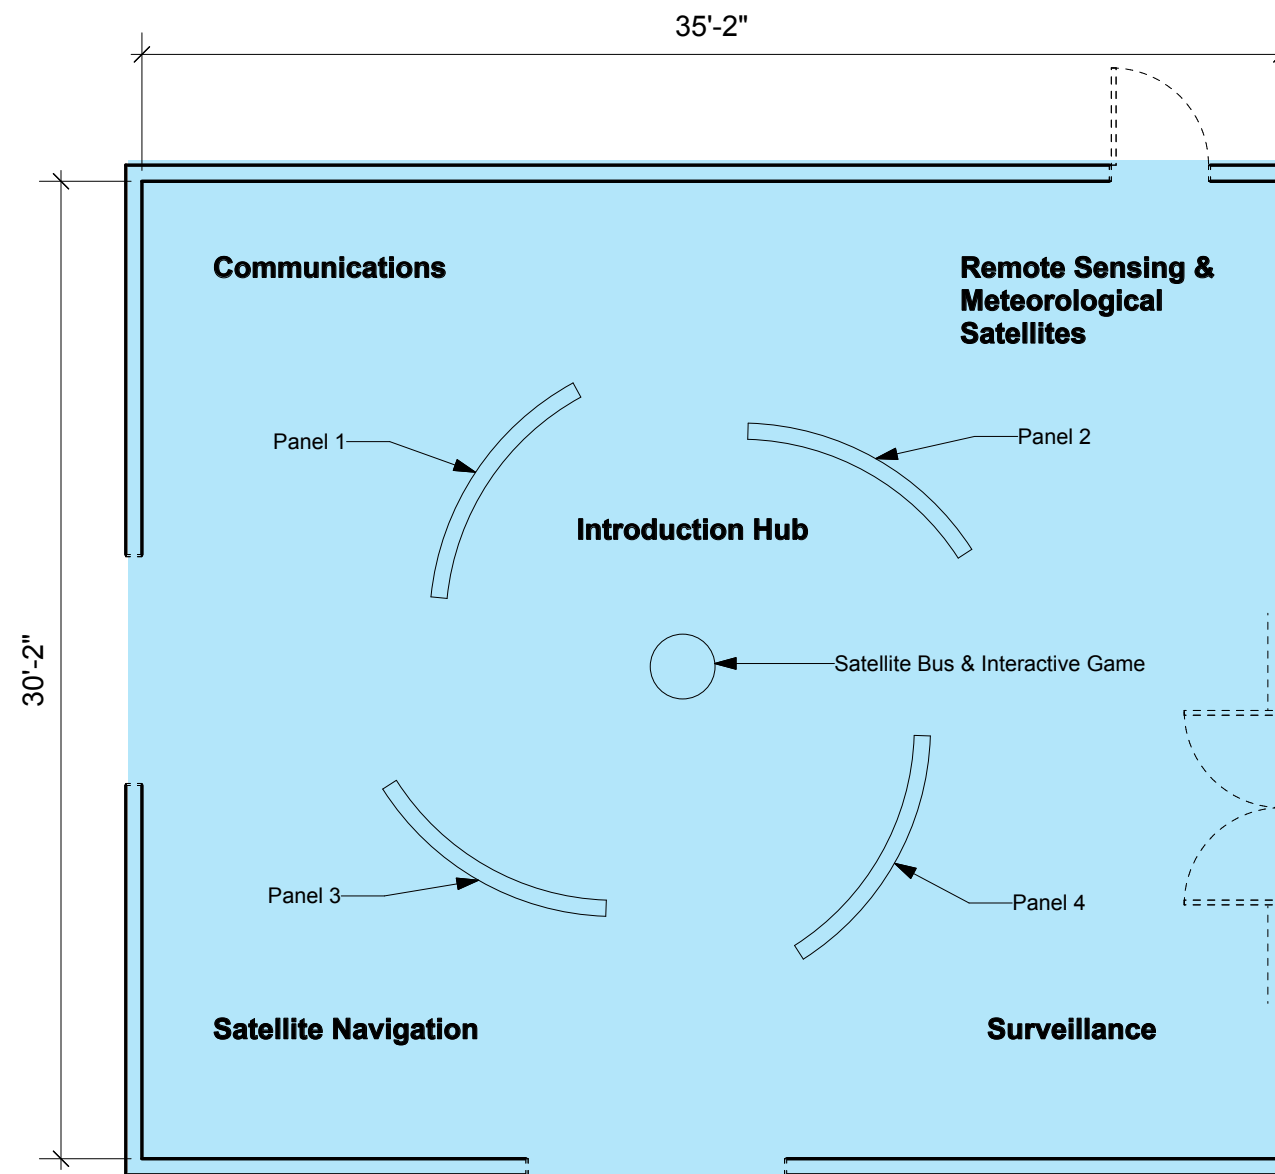 35'-2"
Communications
Remote Sensing &
Meteorological
Satellites
Panel 1
Panel 2
Introduction Hub
30'-2"
Satellite Bus & Interactive Game
Panel 3
Panel 4
Satellite Navigation
Surveillance